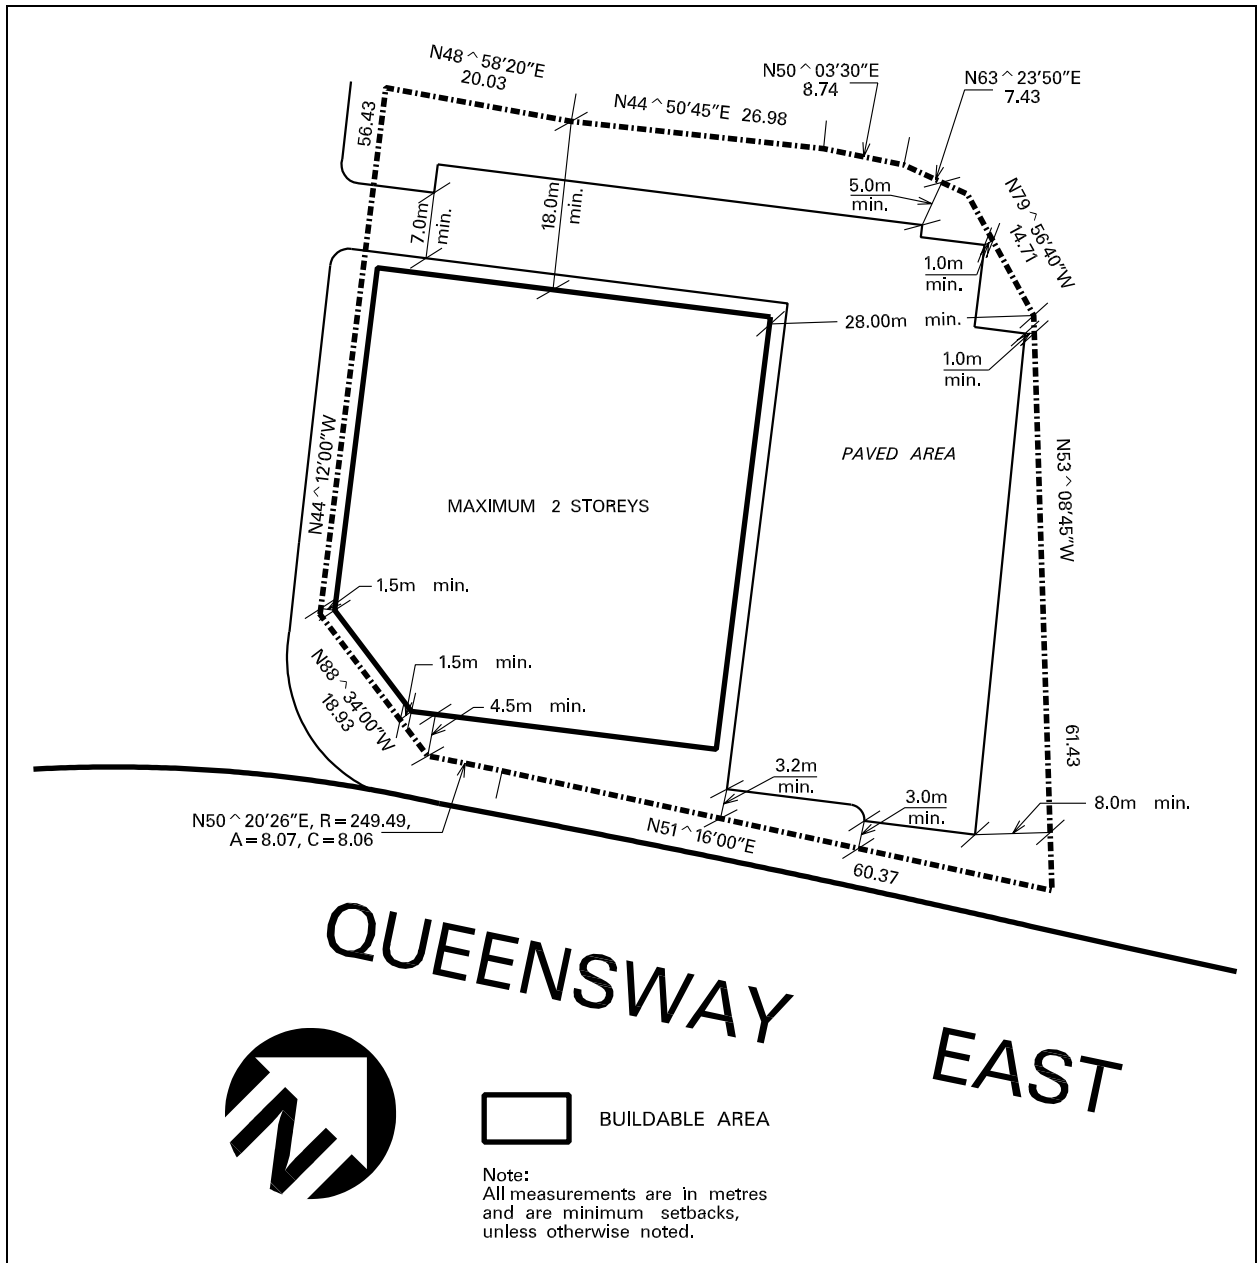 N48^58'20"E
20.03
N50^03'30"E
8.74
N63^23'50"E
7.43
N44^50'45"E 26.98
56.43
5.0m
min.
N79^56'40"W
14.71
7.0m
min.
18.0m
min.
1.0m
min.
28.00m min.
1.0m
min.
N44^12'00"W
PAVED AREA
N53^08'45"W
MAXIMUM 2 STOREYS
1.5m min.
1.5m min.
N88^34'00"W
18.93
4.5m min.
61.43
3.2m
min.
3.0m
min.
8.0m min.
N50^20'26"E, R=249.49,
A=8.07, C=8.06
N51^16'00"E
60.37
QUEENSWAY EAST
N
BUILDABLE AREA
Note:
All measurements are in metres
and are minimum setbacks,
unless otherwise noted.